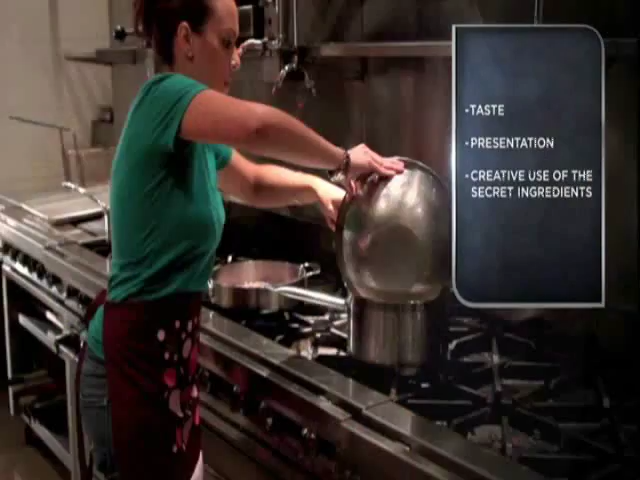 -TASTE
-PRESENTATION
-CREATIVE USE OF THE
SECRET INGREDIENTS